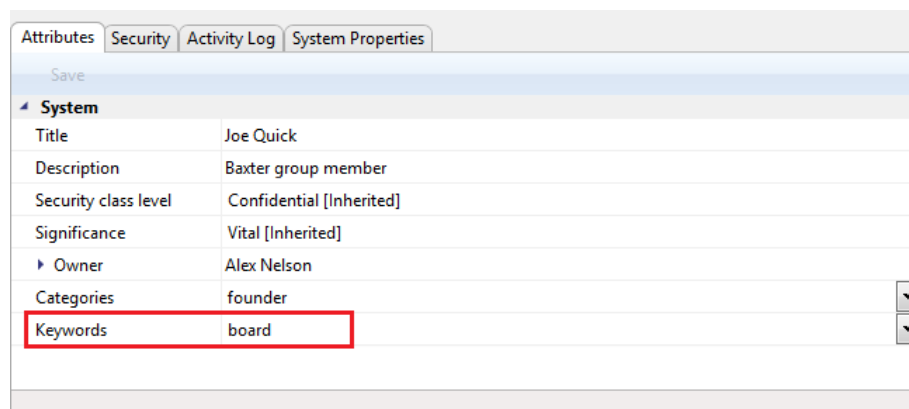 Attributes Security Activity Log System Properties
Save
System
Title Joe Quick
Description Baxter group member
Security class level Confidential [Inherited]
Significance Vital [Inherited]
Owner Alex Nelson
Categories founder
Keywords board